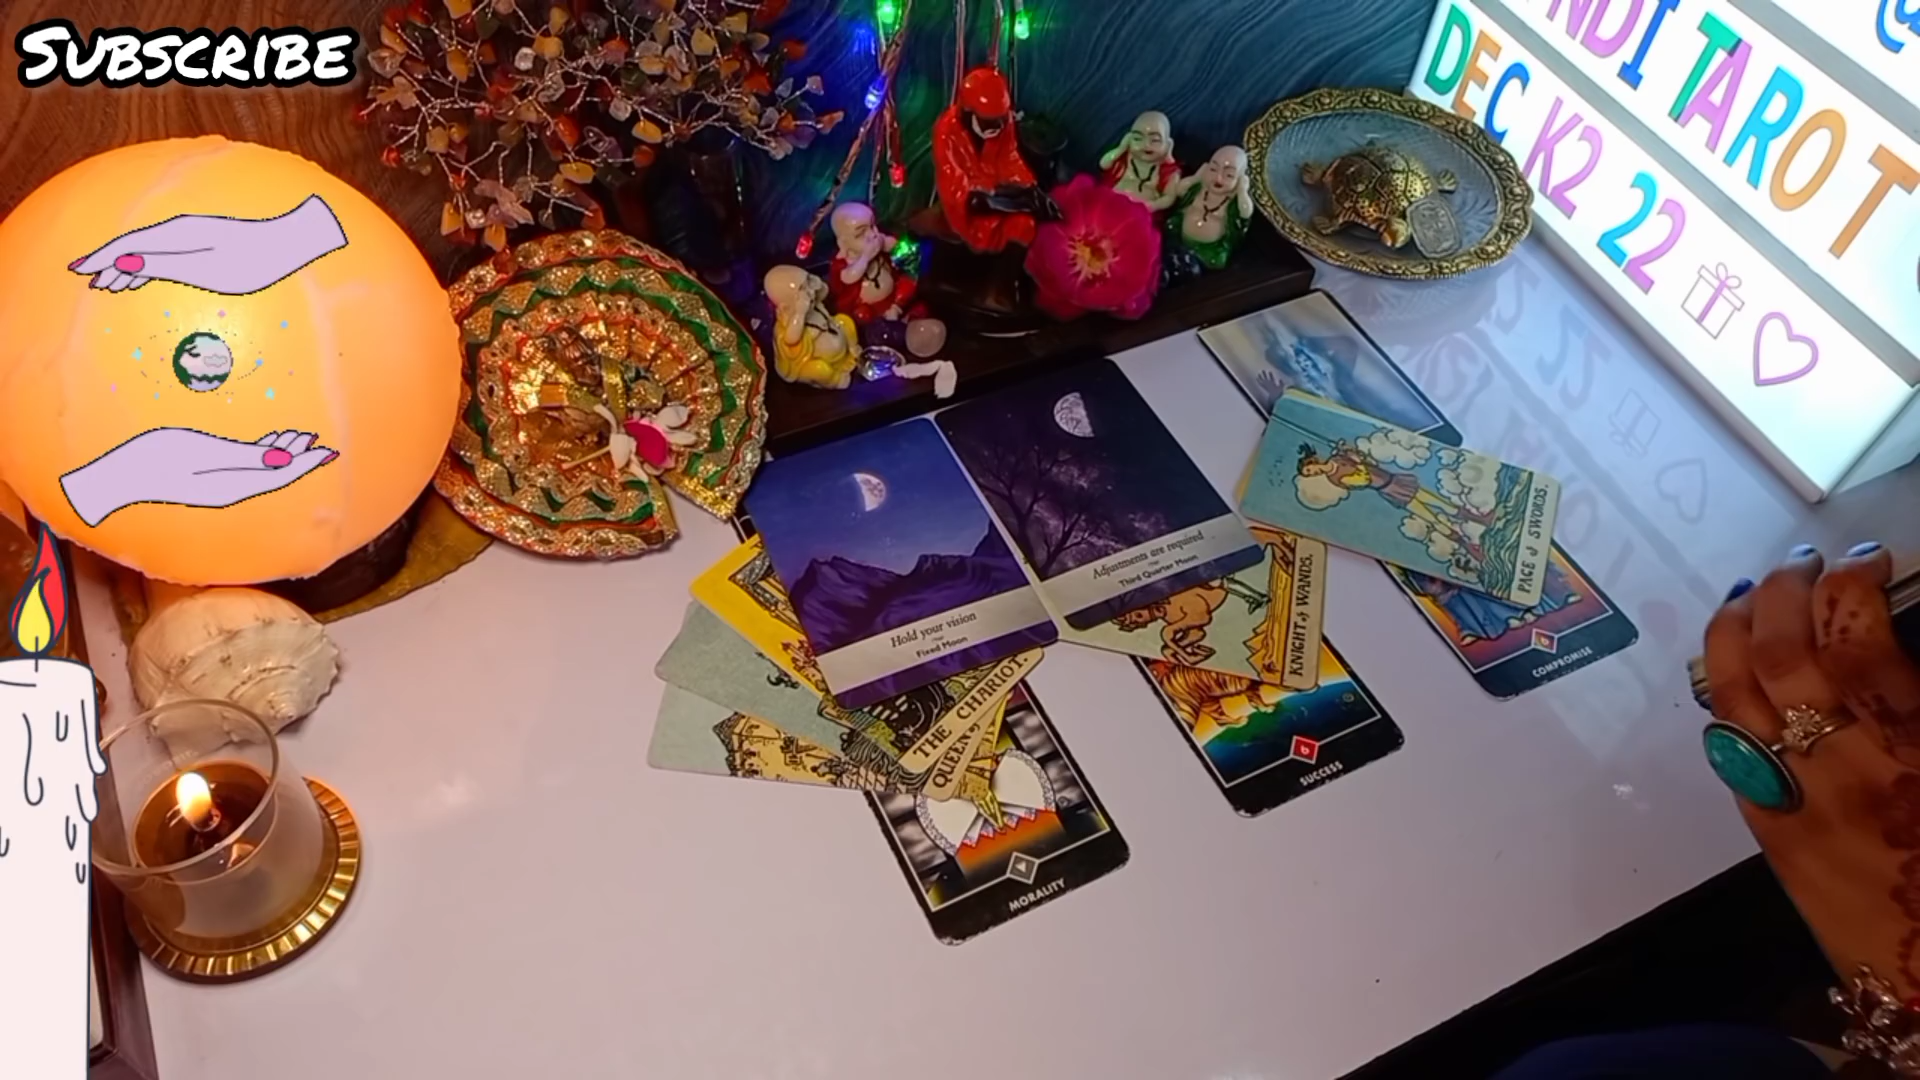 SUBSCRIBE
NDI TAROT
DEC K2 22
Hold your vision
Fixed Moon
Adjustments are required
Third Quarter Moon
PAGE of SWORDS.
KNIGHT of WANDS.
COMPROMISE
THE CHARIOT.
QUEEN of
SUCCESS
MORALITY